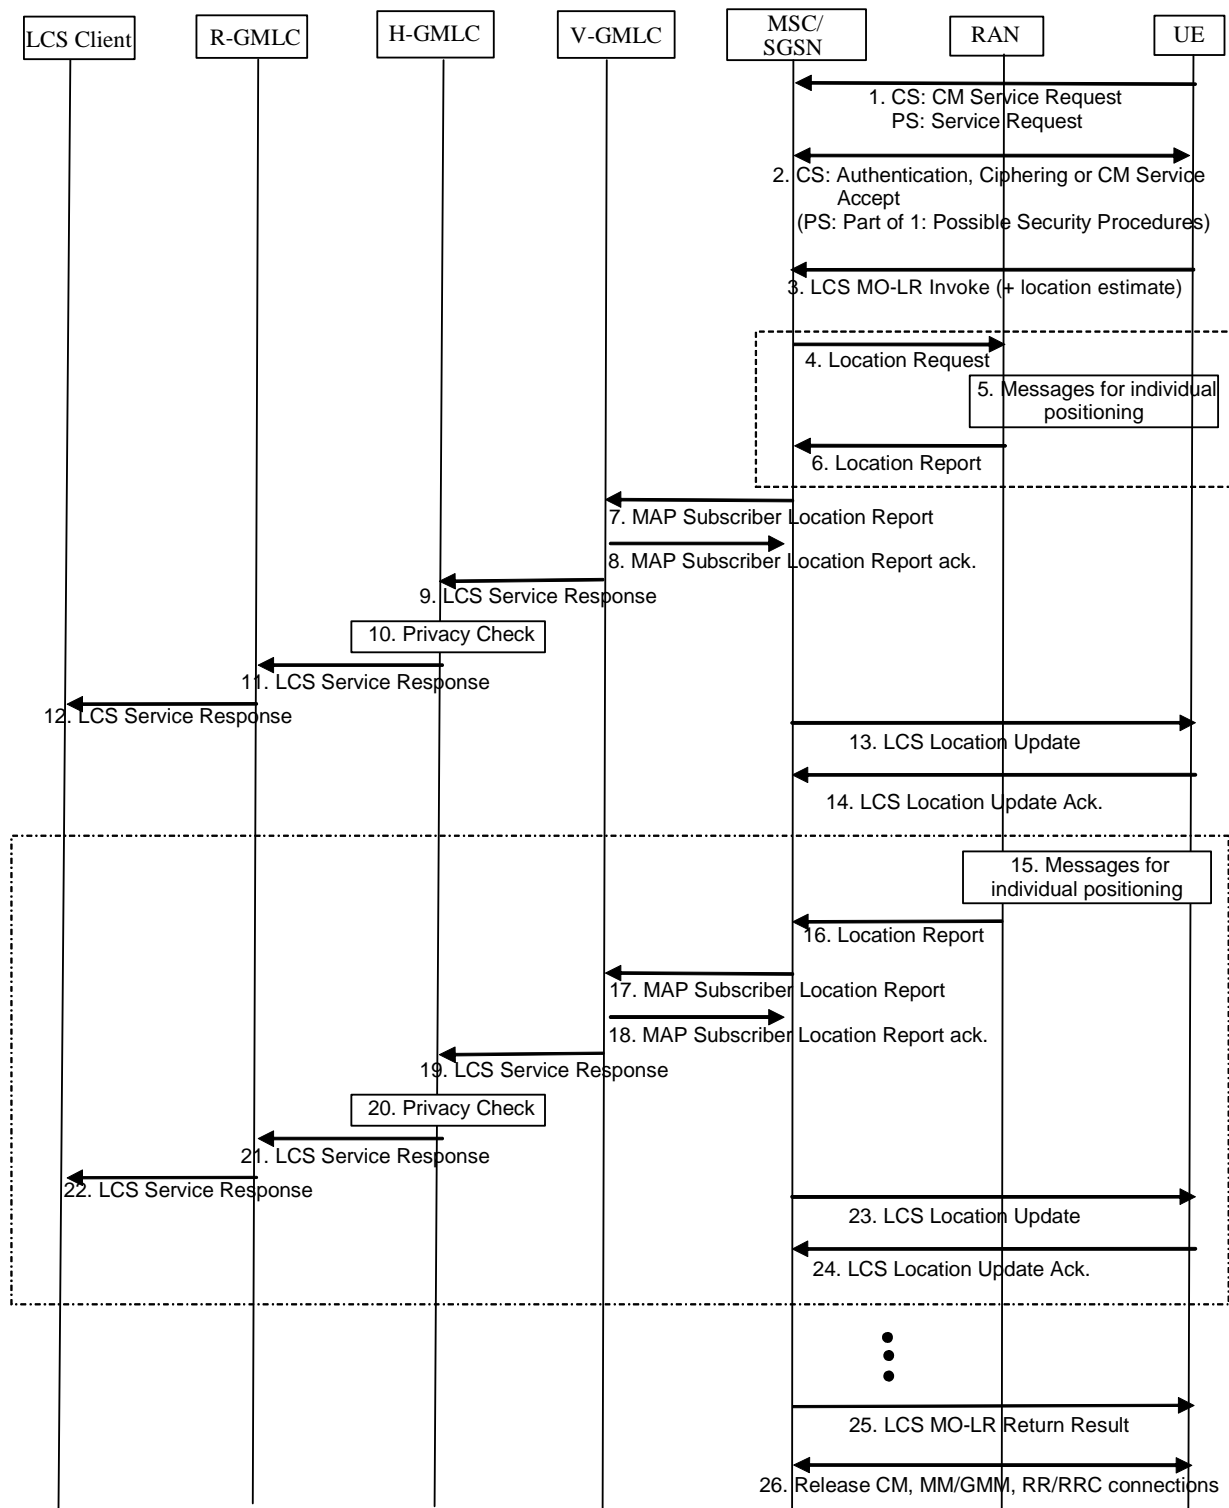 LCS Client
R-GMLC
H-GMLC
V-GMLC
MSC/
SGSN
RAN
UE
1. CS: CM Service Request
PS: Service Request
2. CS: Authentication, Ciphering or CM Service
Accept
(PS: Part of 1: Possible Security Procedures)
3. LCS MO-LR Invoke (+ location estimate)
4. Location Request
5. Messages for individual
positioning
6. Location Report
7. MAP Subscriber Location Report
8. MAP Subscriber Location Report ack.
9. LCS Service Response
10. Privacy Check
11. LCS Service Response
12. LCS Service Response
13. LCS Location Update
14. LCS Location Update Ack.
15. Messages for
individual positioning
16. Location Report
17. MAP Subscriber Location Report
18. MAP Subscriber Location Report ack.
19. LCS Service Response
20. Privacy Check
21. LCS Service Response
22. LCS Service Response
23. LCS Location Update
24. LCS Location Update Ack.
25. LCS MO-LR Return Result
26. Release CM, MM/GMM, RR/RRC connections